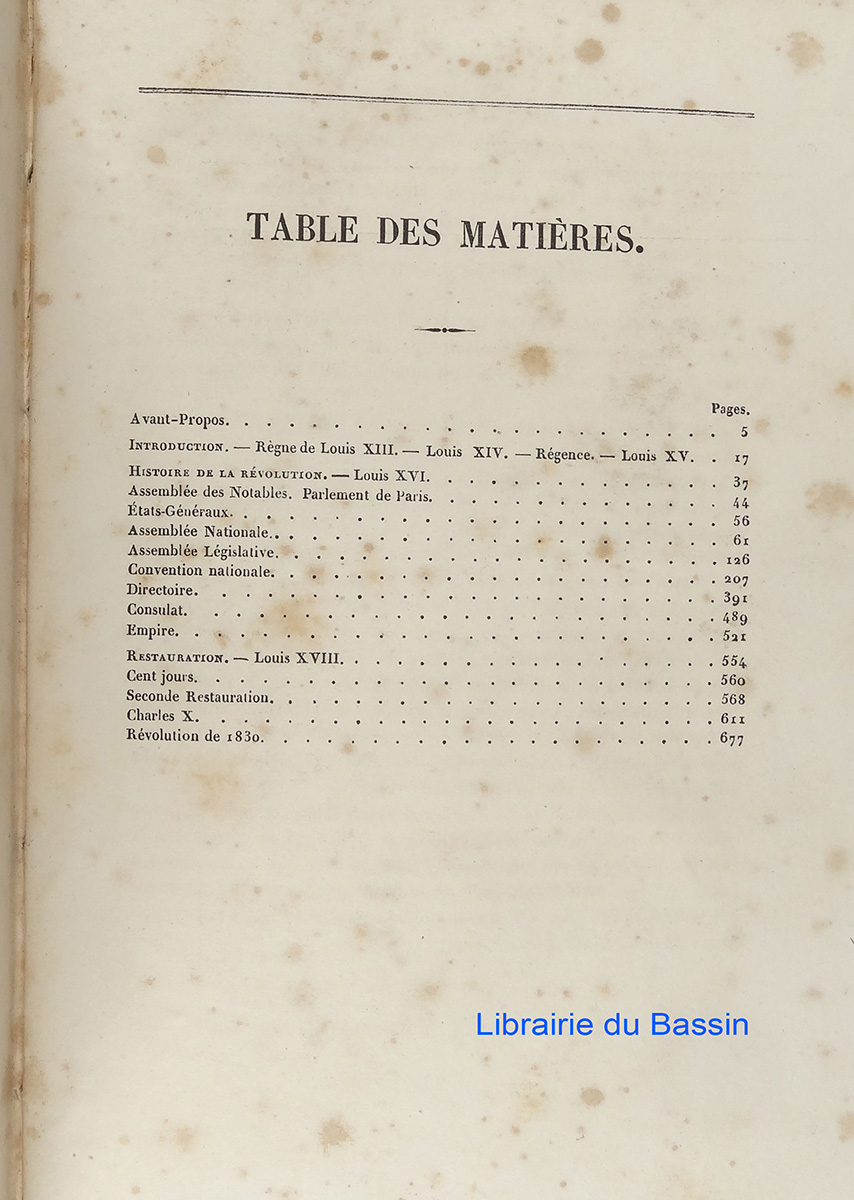 TABLE DES MATIÈRES.
Pages.
Avant-Propos. . . . . . . . . . . . . . . . . . . . 5
INTRODUCTION. — Règne de Louis XIII. — Louis XIV. — Régence. — Louis XV. . 17
HISTOIRE DE LA RÉVOLUTION. — Louis XVI. . . . . . . . . . . 37
Assemblée des Notables. Parlement de Paris. . . . . . . . . . . 44
États-Généraux. . . . . . . . . . . . . . . . . . . 56
Assemblée Nationale. . . . . . . . . . . . . . . . . . 61
Assemblée Législative. . . . . . . . . . . . . . . . . 126
Convention nationale. . . . . . . . . . . . . . . . . 207
Directoire. . . . . . . . . . . . . . . . . . . . 391
Consulat. . . . . . . . . . . . . . . . . . . . 489
Empire. . . . . . . . . . . . . . . . . . . . . 521
RESTAURATION. — Louis XVIII. . . . . . . . . . . . . . . 554
Cent jours. . . . . . . . . . . . . . . . . . . . 560
Seconde Restauration. . . . . . . . . . . . . . . . . 568
Charles X. . . . . . . . . . . . . . . . . . . . 611
Révolution de 1830. . . . . . . . . . . . . . . . . 677
Librairie du Bassin